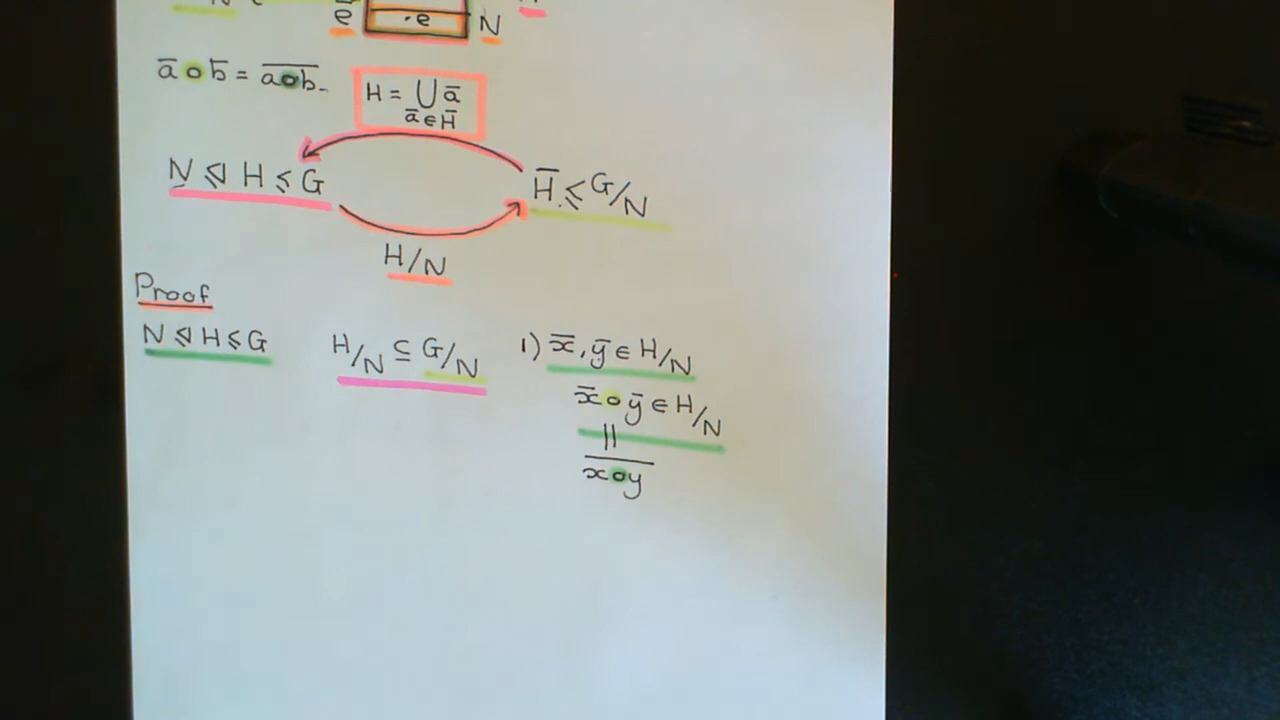 ē ·e N
ā ∘ b̄ = \overline{a∘b}.
H = ⋃ ā
ā ∈ H̄
N ⊴ H ≤ G
H̄ ≤ G/N
H/N
Proof
N ⊴ H ≤ G H/N ⊆ G/N 1) x̄, ȳ ∈ H/N
x̄ ∘ ȳ ∈ H/N
||
\overline{x∘y}